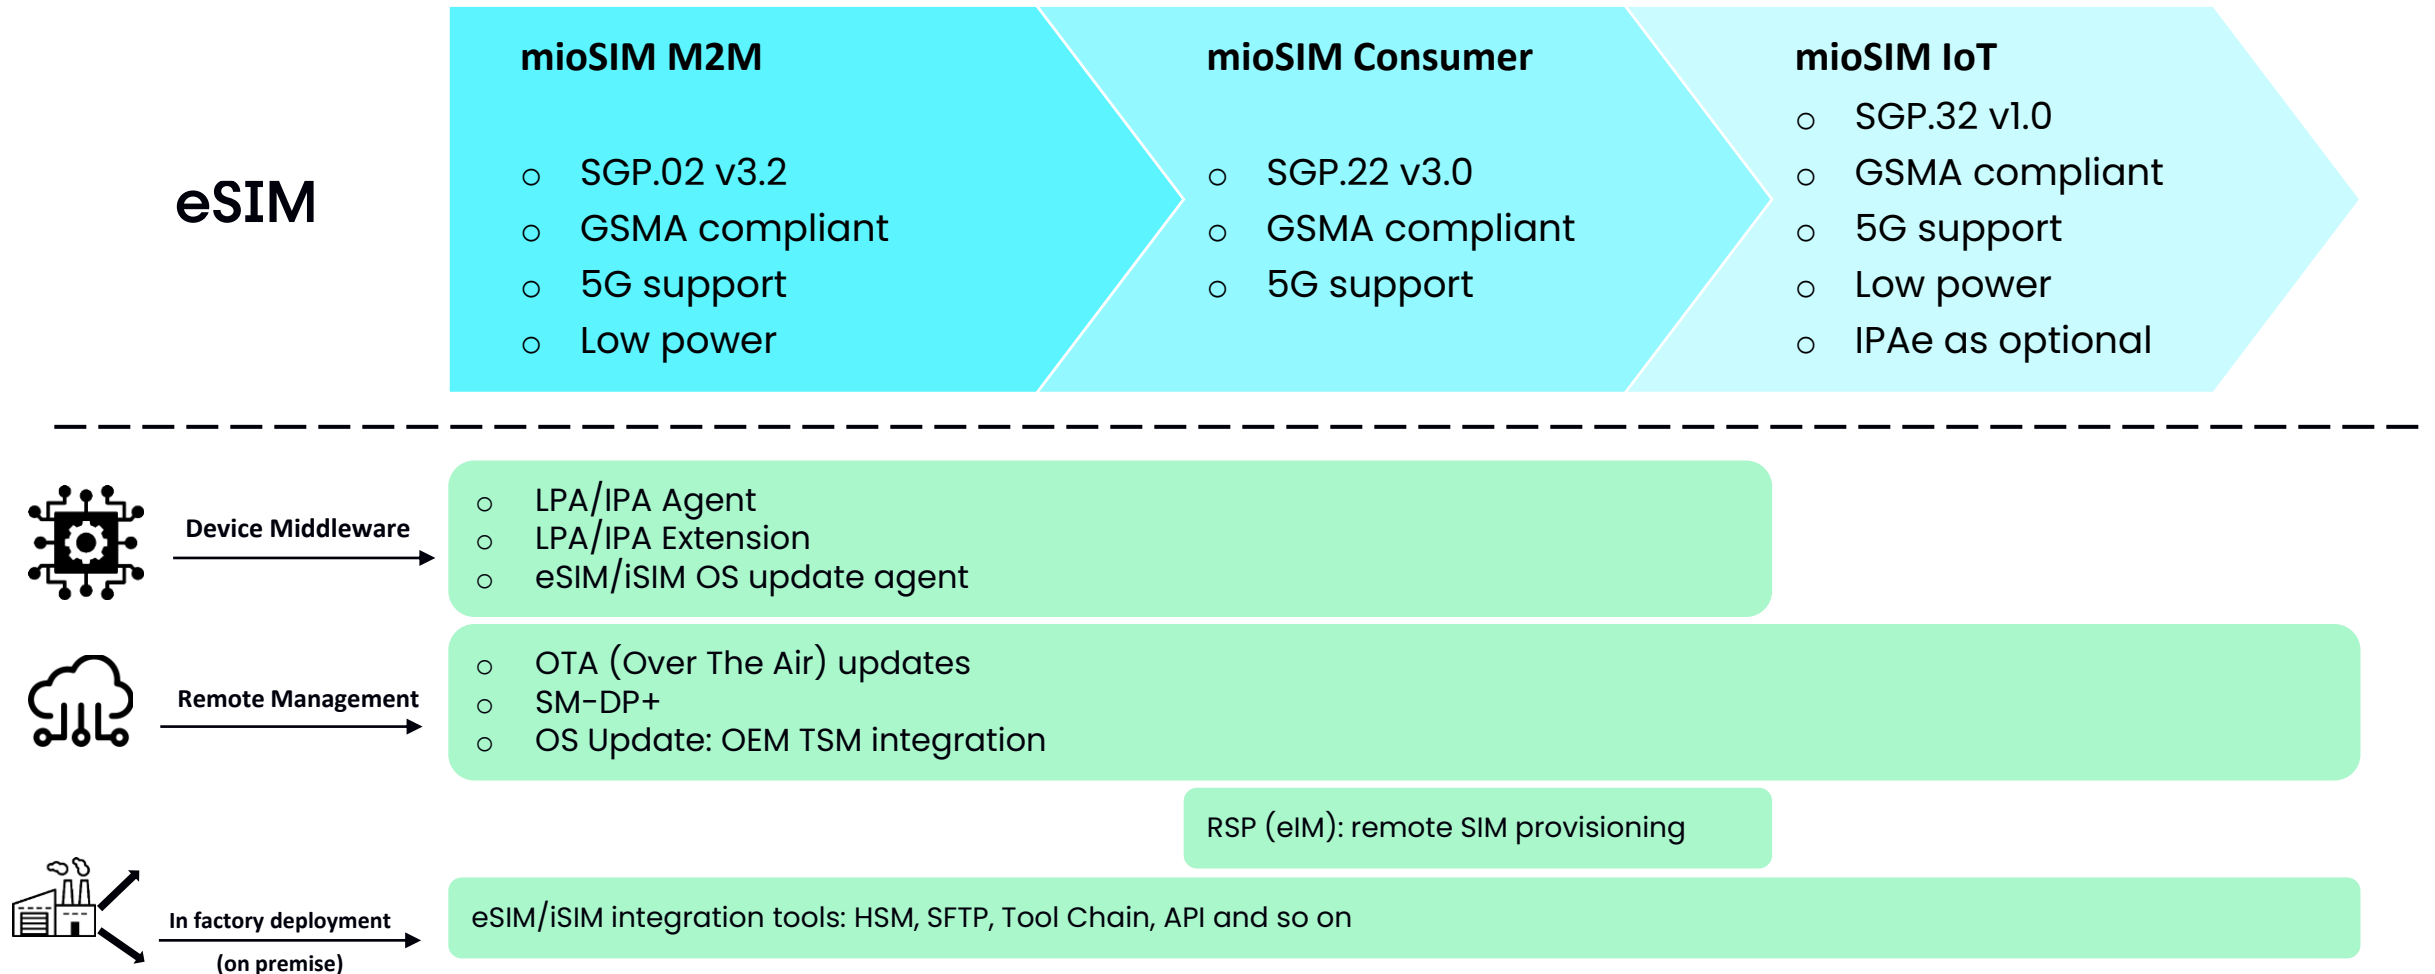 eSIM
mioSIM M2M
o SGP.02 v3.2
o GSMA compliant
o 5G support
o Low power
mioSIM Consumer
o SGP.22 v3.0
o GSMA compliant
o 5G support
mioSIM IoT
o SGP.32 v1.0
o GSMA compliant
o 5G support
o Low power
o IPAe as optional
Device Middleware
o LPA/IPA Agent
o LPA/IPA Extension
o eSIM/iSIM OS update agent
Remote Management
o OTA (Over The Air) updates
o SM-DP+
o OS Update: OEM TSM integration
RSP (eIM): remote SIM provisioning
In factory deployment
(on premise)
eSIM/iSIM integration tools: HSM, SFTP, Tool Chain, API and so on